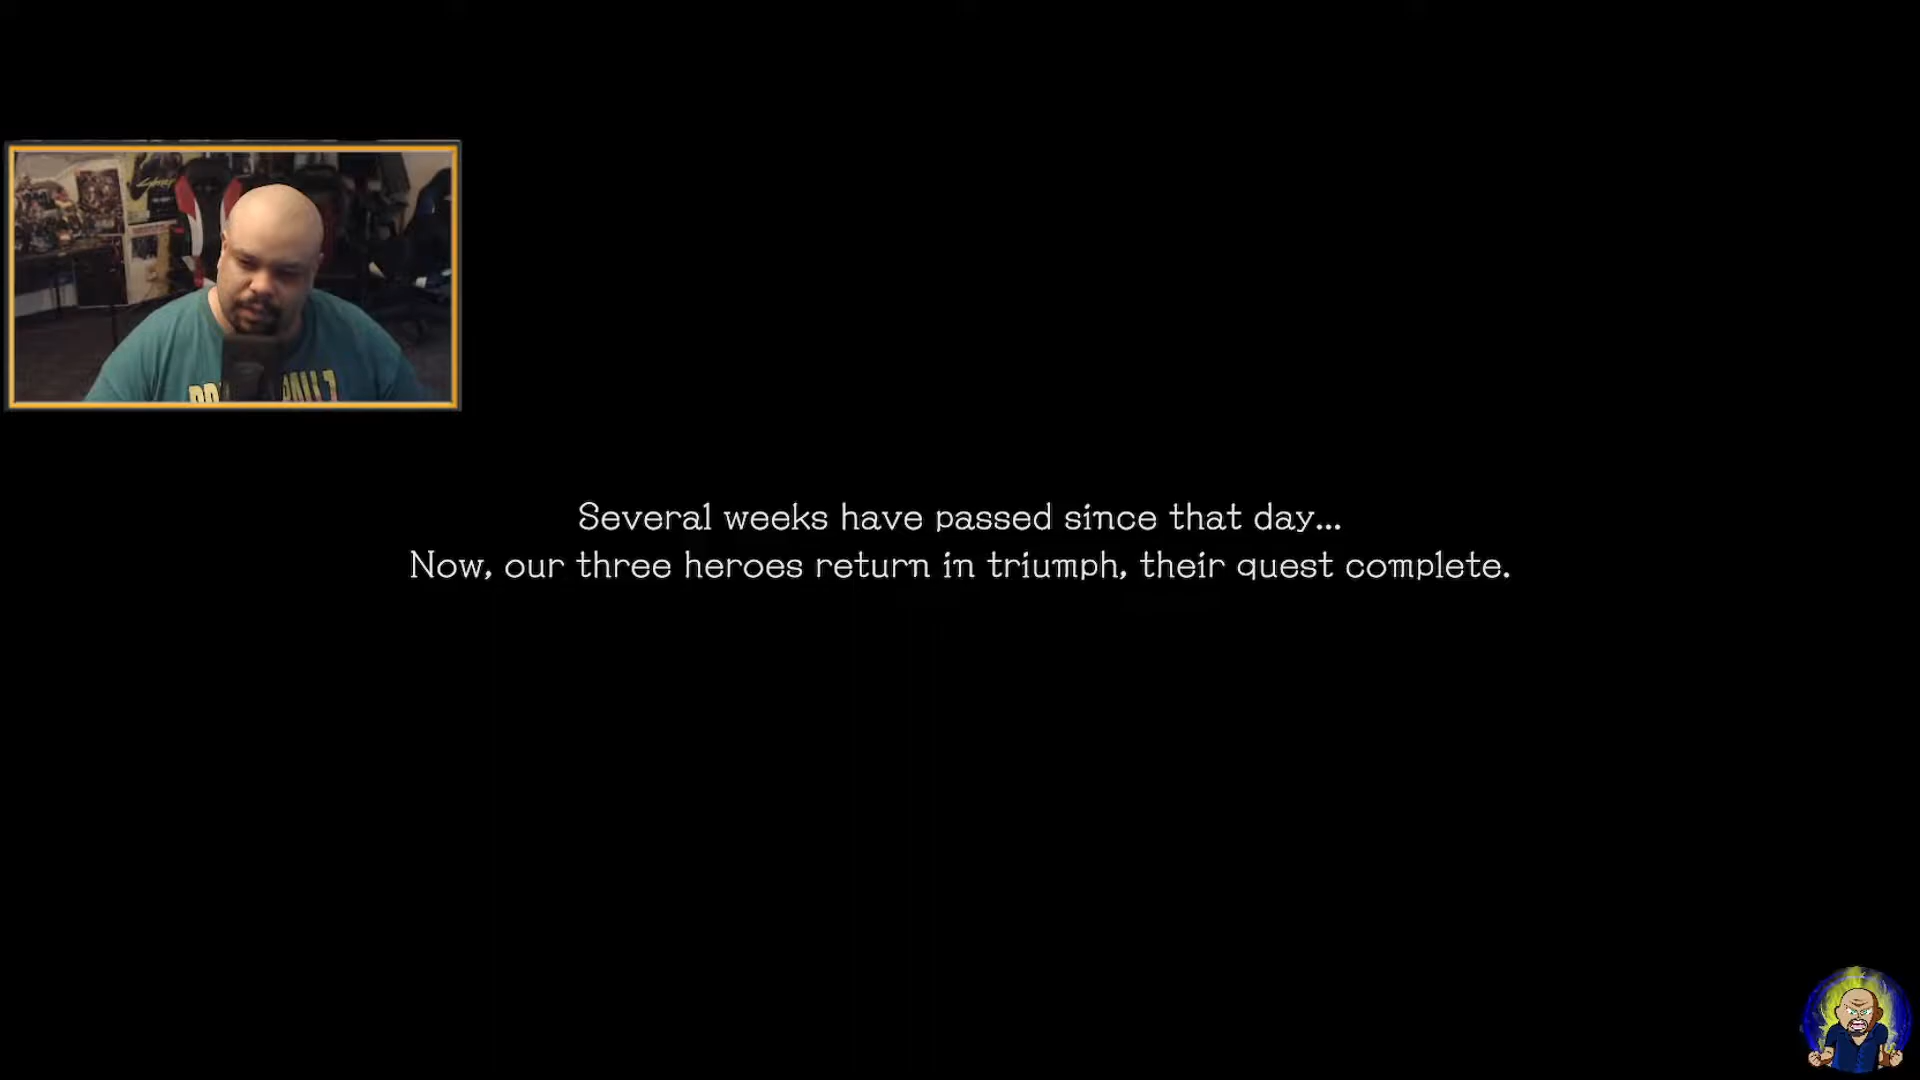 Several weeks have passed since that day...
Now, our three heroes return in triumph, their quest complete.